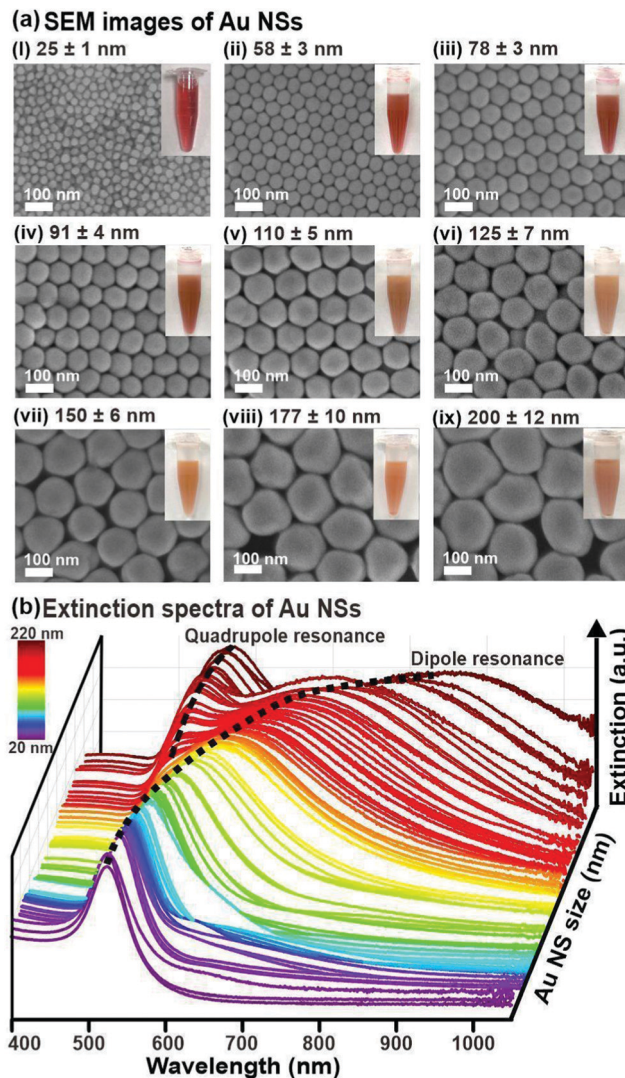 (a) SEM images of Au NSs
(i) 25 ± 1 nm
(ii) 58 ± 3 nm
(iii) 78 ± 3 nm
100 nm
100 nm
100 nm
(iv) 91 ± 4 nm
(v) 110 ± 5 nm
(vi) 125 ± 7 nm
100 nm
100 nm
100 nm
(vii) 150 ± 6 nm
(viii) 177 ± 10 nm
(ix) 200 ± 12 nm
100 nm
100 nm
100 nm
(b) Extinction spectra of Au NSs
220 nm
20 nm
Quadrupole resonance
Dipole resonance
Extinction (a.u.)
Au NS size (nm)
400 500 600 700 800 900 1000
Wavelength (nm)